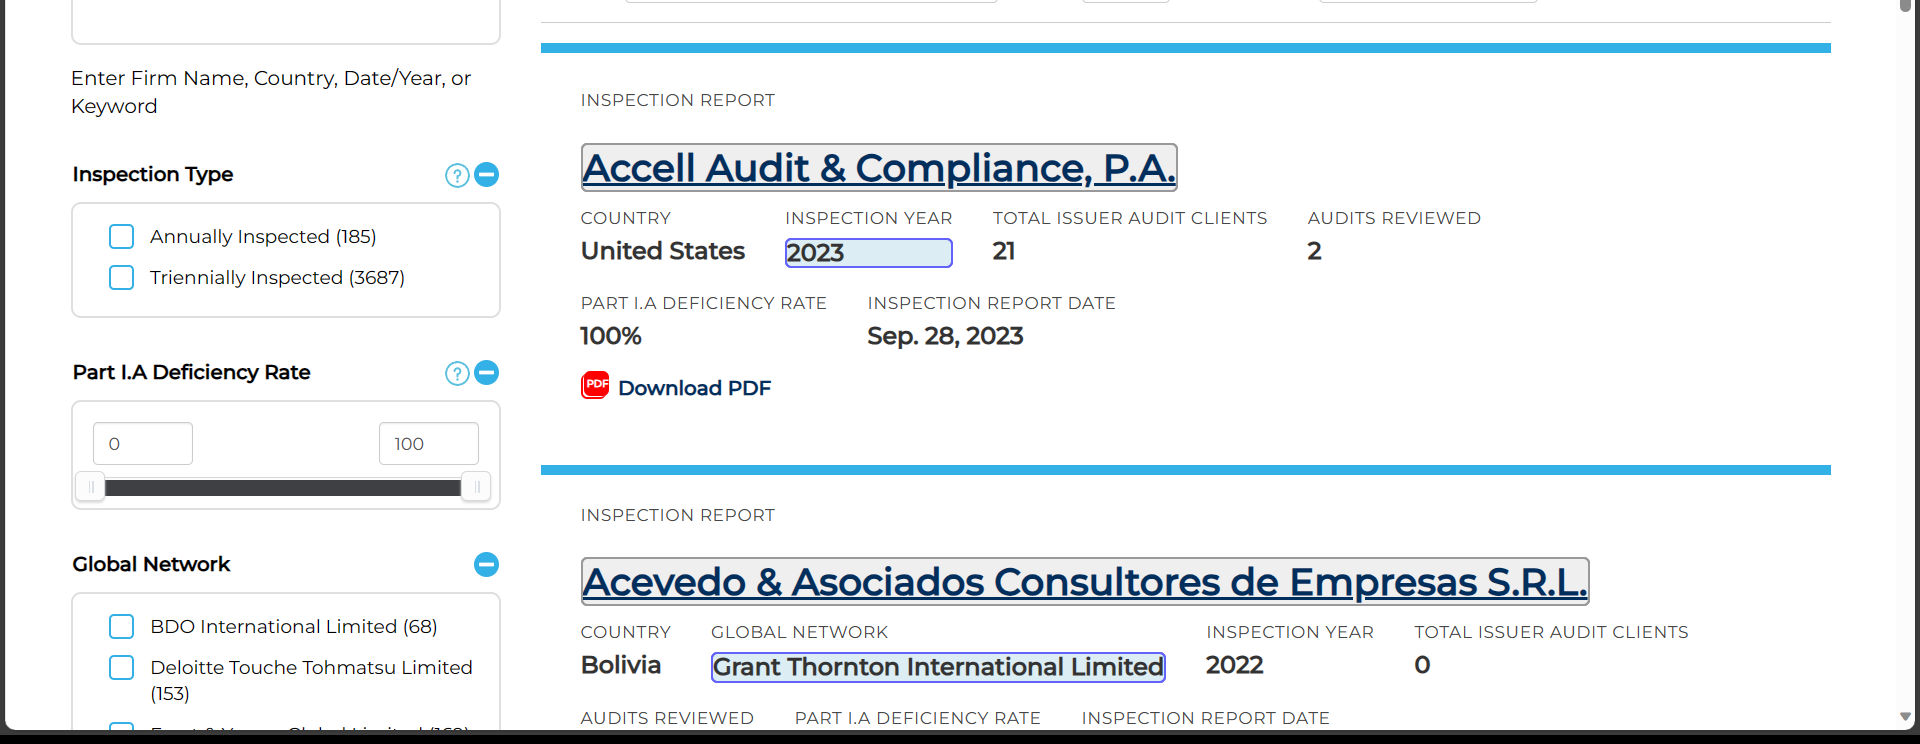 Enter Firm Name, Country, Date/Year, or
Keyword
Inspection Type
?
Annually Inspected (185)
Triennially Inspected (3687)
Part I.A Deficiency Rate
?
0
100
Global Network
BDO International Limited (68)
Deloitte Touche Tohmatsu Limited
(153)
INSPECTION REPORT
Accell Audit & Compliance, P.A.
COUNTRY INSPECTION YEAR TOTAL ISSUER AUDIT CLIENTS AUDITS REVIEWED
United States 2023 21 2
PART I.A DEFICIENCY RATE INSPECTION REPORT DATE
100% Sep. 28, 2023
PDF Download PDF
INSPECTION REPORT
Acevedo & Asociados Consultores de Empresas S.R.L.
COUNTRY GLOBAL NETWORK INSPECTION YEAR TOTAL ISSUER AUDIT CLIENTS
Bolivia Grant Thornton International Limited 2022 0
AUDITS REVIEWED PART I.A DEFICIENCY RATE INSPECTION REPORT DATE